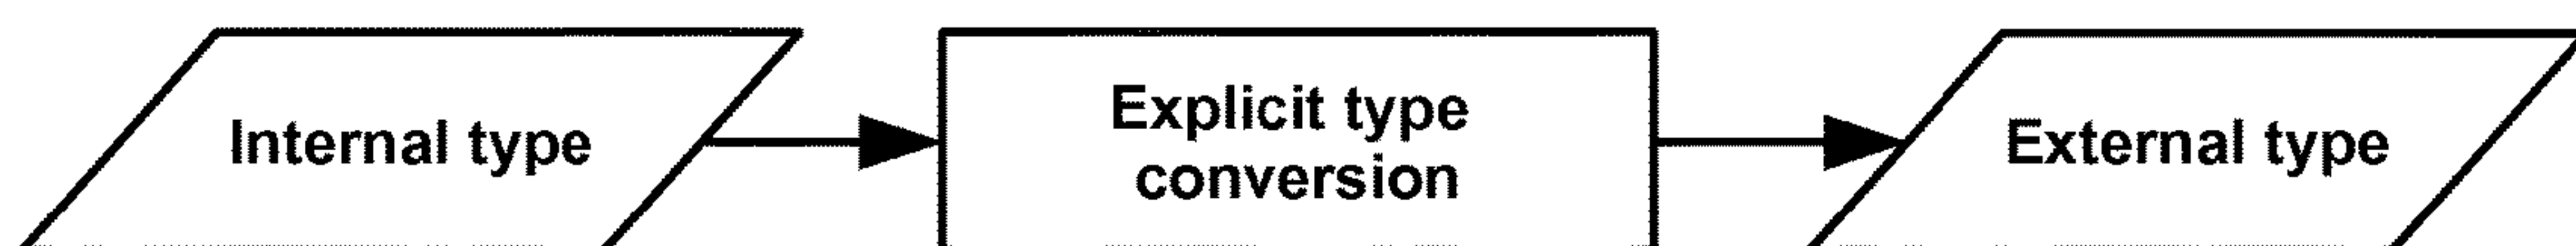 Internal type
Explicit type
conversion
External type